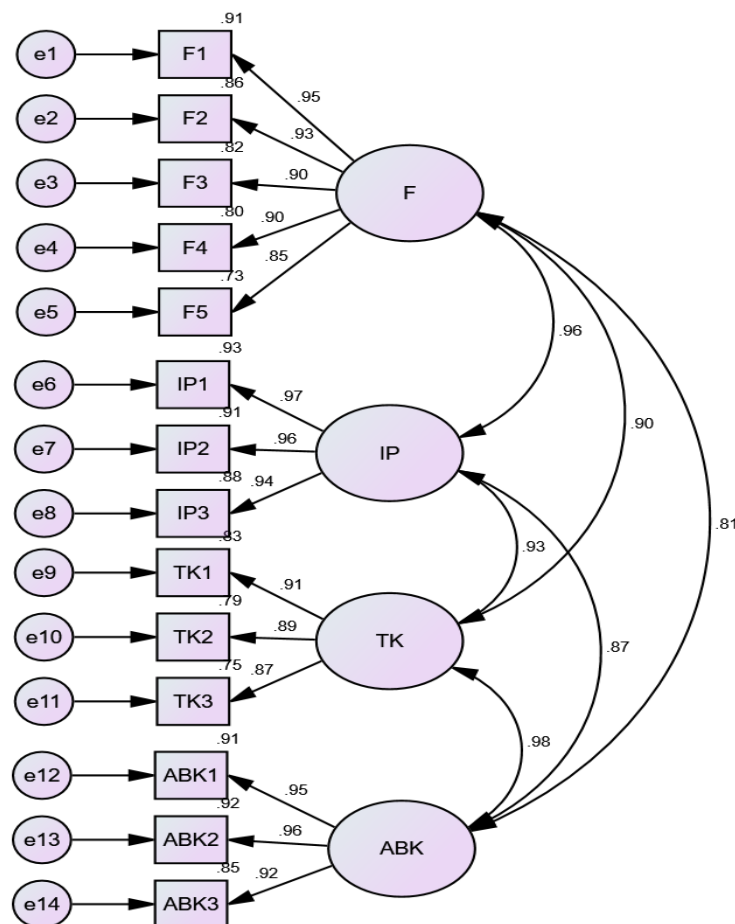 .91
e1
F1
.95
.86
e2
F2
.93
.82
e3
F3
.90
F
.80
e4
F4
.90
.85
.73
e5
F5
.96
.93
e6
IP1
.97
.91
.90
e7
IP2
.96
IP
.88
.94
e8
IP3
.81
.83
.93
e9
TK1
.91
.79
e10
TK2
.89
TK
.87
.75
.87
e11
TK3
.91
.98
e12
ABK1
.95
.92
e13
ABK2
.96
ABK
.85
.92
e14
ABK3